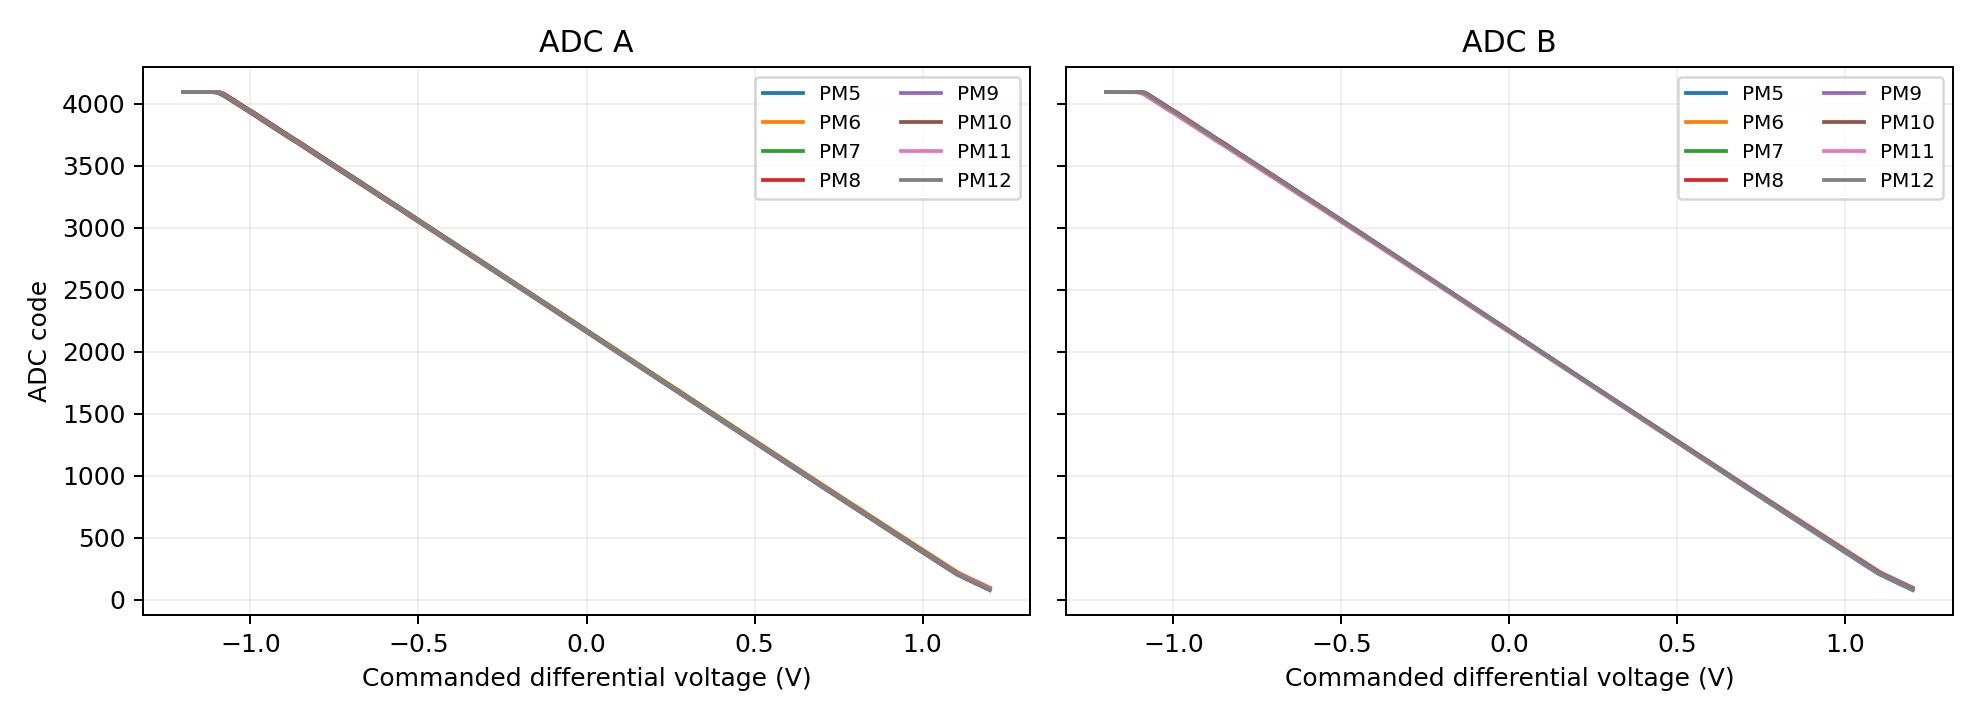 ADC A
ADC B
ADC code
4000
3500
3000
2500
2000
1500
1000
500
0
PM5 PM9
PM6 PM10
PM7 PM11
PM8 PM12
PM5 PM9
PM6 PM10
PM7 PM11
PM8 PM12
−1.0 −0.5 0.0 0.5 1.0
−1.0 −0.5 0.0 0.5 1.0
Commanded differential voltage (V)
Commanded differential voltage (V)